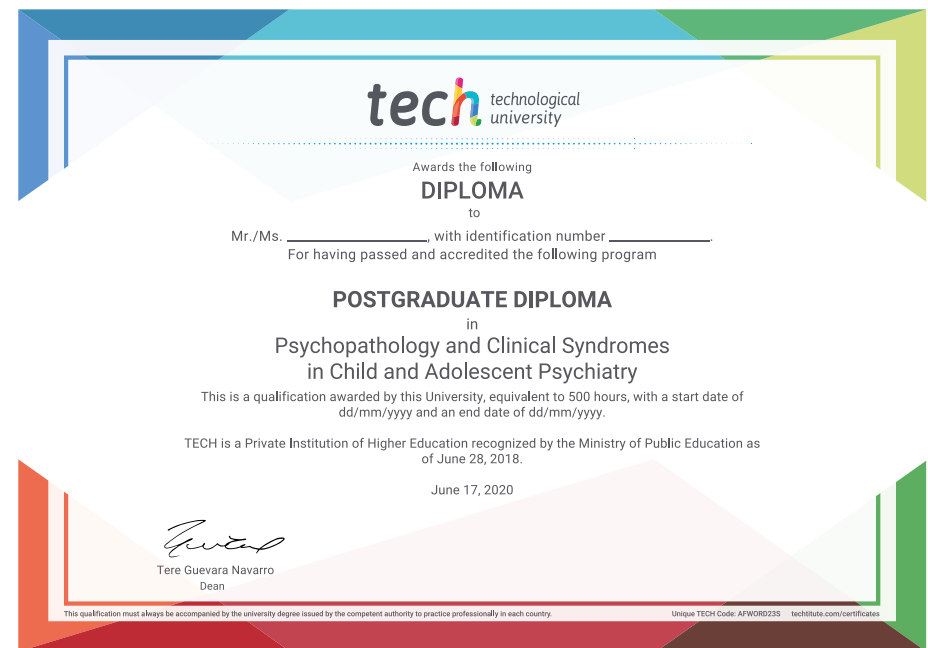 tech technological
university
Awards the following
DIPLOMA
to
Mr./Ms. ____________, with identification number ____________.
For having passed and accredited the following program
POSTGRADUATE DIPLOMA
in
Psychopathology and Clinical Syndromes
in Child and Adolescent Psychiatry
This is a qualification awarded by this University, equivalent to 500 hours, with a start date of
dd/mm/yyyy and an end date of dd/mm/yyyy.
TECH is a Private Institution of Higher Education recognized by the Ministry of Public Education as
of June 28, 2018.
June 17, 2020
Tere Guevara Navarro
Dean
This qualification must always be accompanied by the university degree issued by the competent authority to practice professionally in each country. Unique TECH Code: AFWORD23S techtitute.com/certificates